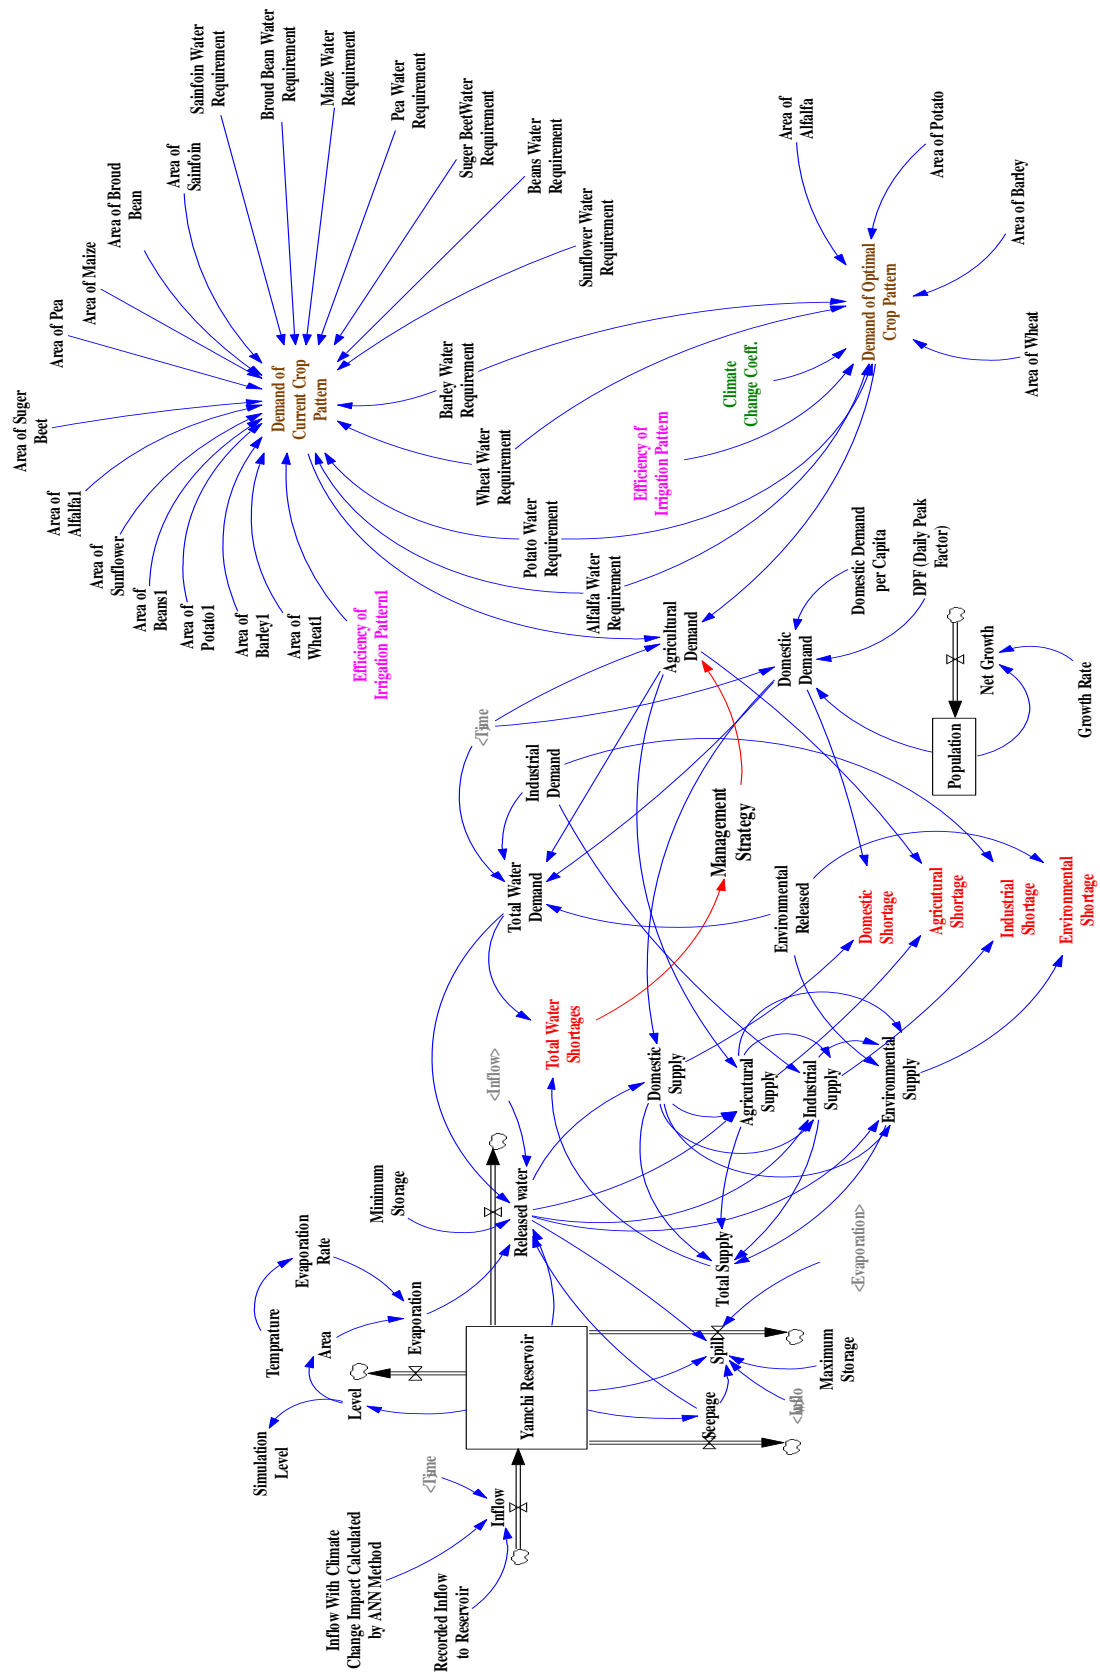 Sainfoin Water
Requirement
Broud Bean Water
Requirement
Maize Water
Requirement
Pea Water
Requirement
Suger BeetWater
Requirement
Beans Water
Requirement
Sunflower Water
Requirement
Area of
Sainfoin
Area of Broud
Bean
Area of Maize
Area of Pea
Area of Suger
Beet
Area of
Alfalfa1
Area of
Sunflower
Area of
Beans1
Area of
Potato1
Area of
Barley1
Area of
Wheat1
Efficiency of
Irrigation Pattern1
Demand of
Current Crop
Pattern
Barley Water
Requirement
Wheat Water
Requirement
Potato Water
Requirement
Alfalfa Water
Requirement
Efficiency of
Irrigation Pattern
Climate
Change Coeff.
Demand of Optimal
Crop Pattern
Area of
Alfalfa
Area of Potato
Area of Barley
Area of Wheat
Agricutural
Demand
Domestic
Demand
Domestic Demand
per Capita
DPF (Daily Peak
Factor)
Net Growth
Growth Rate
Population
<Time
Industrial
Demand
Total Water
Demand
Management
Strategy
Environmental
Released
Domestic
Shortage
Agricutural
Shortage
Industrial
Shortage
Environmental
Shortage
Total Water
Shortages
<Inflow>
Domestic
Supply
Agricutural
Supply
Industrial
Supply
Environmental
Supply
Total Supply
<Evaporation>
Released water
Minimum
Storage
Evaporation
Rate
Temprature
Evaporation
Area
Level
Simulation
Level
Yamchi Reservoir
Spill
Seepage
Maximum
Storage
<Inflo
<Time
Inflow
Inflow With Climate
Change Impact Calculated
by ANN Method
Recorded Inflow
to Reservoir